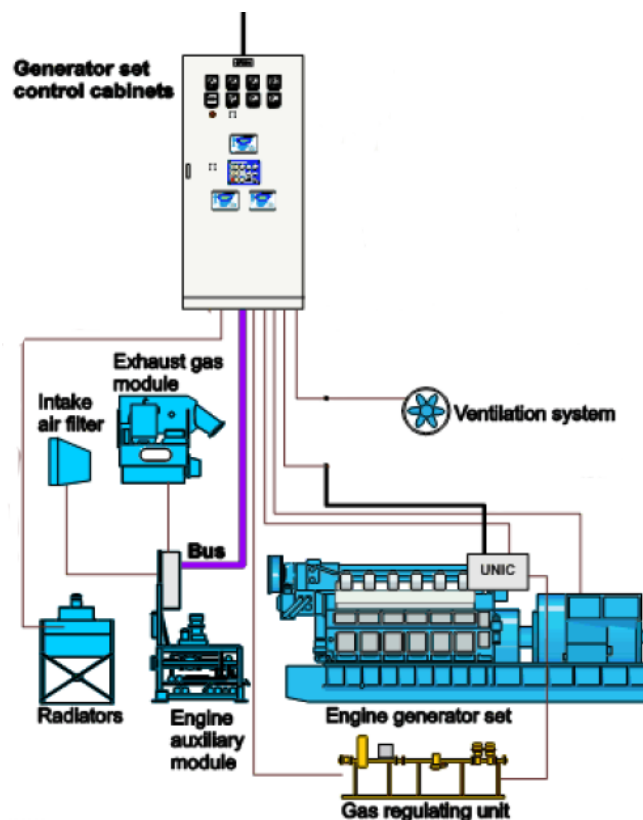 Generator set
control cabinets
Exhaust gas
module
Intake
air filter
Ventilation system
Bus
UNIC
Radiators
Engine
auxiliary
module
Engine generator set
Gas regulating unit